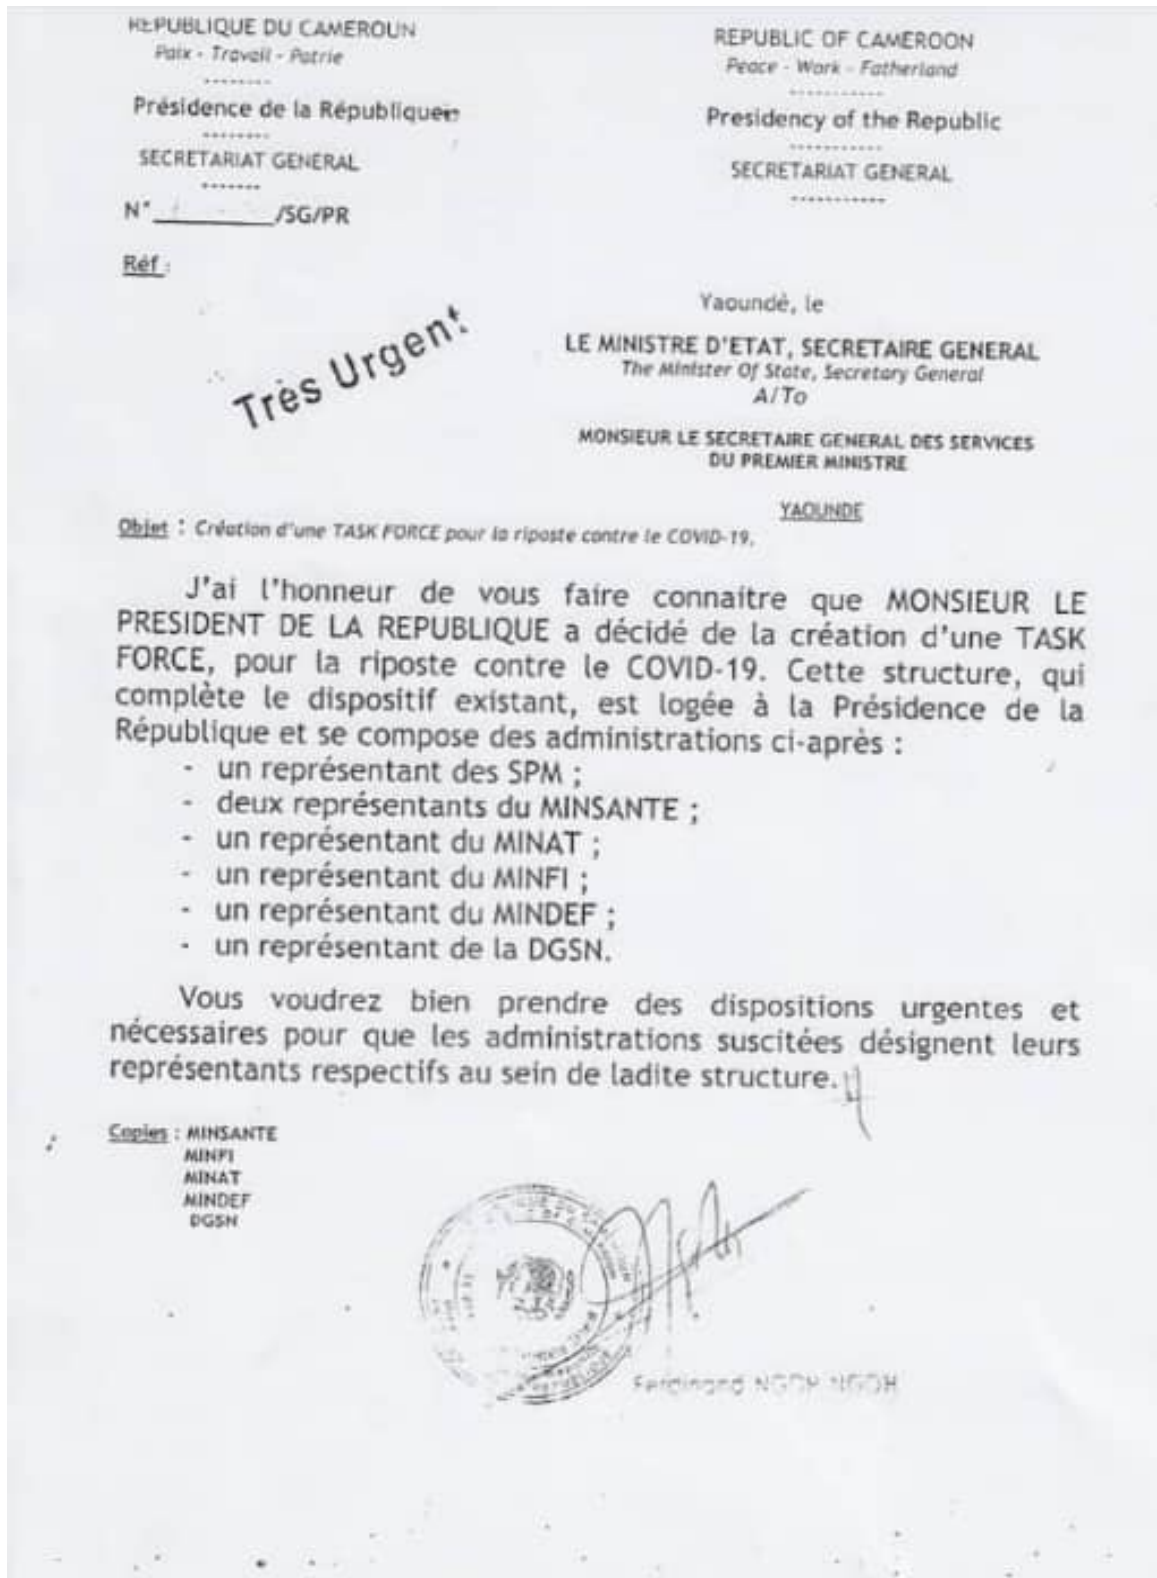 REPUBLIQUE DU CAMEROUN
Paix - Travail - Patrie
--------
Présidence de la République
--------
SECRETARIAT GENERAL
-------
N° /SG/PR
Réf :
REPUBLIC OF CAMEROON
Peace - Work - Fatherland
-----------
Presidency of the Republic
-----------
SECRETARIAT GENERAL
-----------
Très Urgent
Yaoundé, le
LE MINISTRE D'ETAT, SECRETAIRE GENERAL
The Minister Of State, Secretary General
A/To
MONSIEUR LE SECRETAIRE GENERAL DES SERVICES
DU PREMIER MINISTRE
YAOUNDE
Objet : Création d'une TASK FORCE pour la riposte contre le COVID-19.
J'ai l'honneur de vous faire connaitre que MONSIEUR LE
PRESIDENT DE LA REPUBLIQUE a décidé de la création d'une TASK
FORCE, pour la riposte contre le COVID-19. Cette structure, qui
complète le dispositif existant, est logée à la Présidence de la
République et se compose des administrations ci-après :
- un représentant des SPM ;
- deux représentants du MINSANTE ;
- un représentant du MINAT ;
- un représentant du MINFI ;
- un représentant du MINDEF ;
- un représentant de la DGSN.
Vous voudrez bien prendre des dispositions urgentes et
nécessaires pour que les administrations suscitées désignent leurs
représentants respectifs au sein de ladite structure.
Copies : MINSANTE
MINFI
MINAT
MINDEF
DGSN
Ferdinand NGOH NGOH